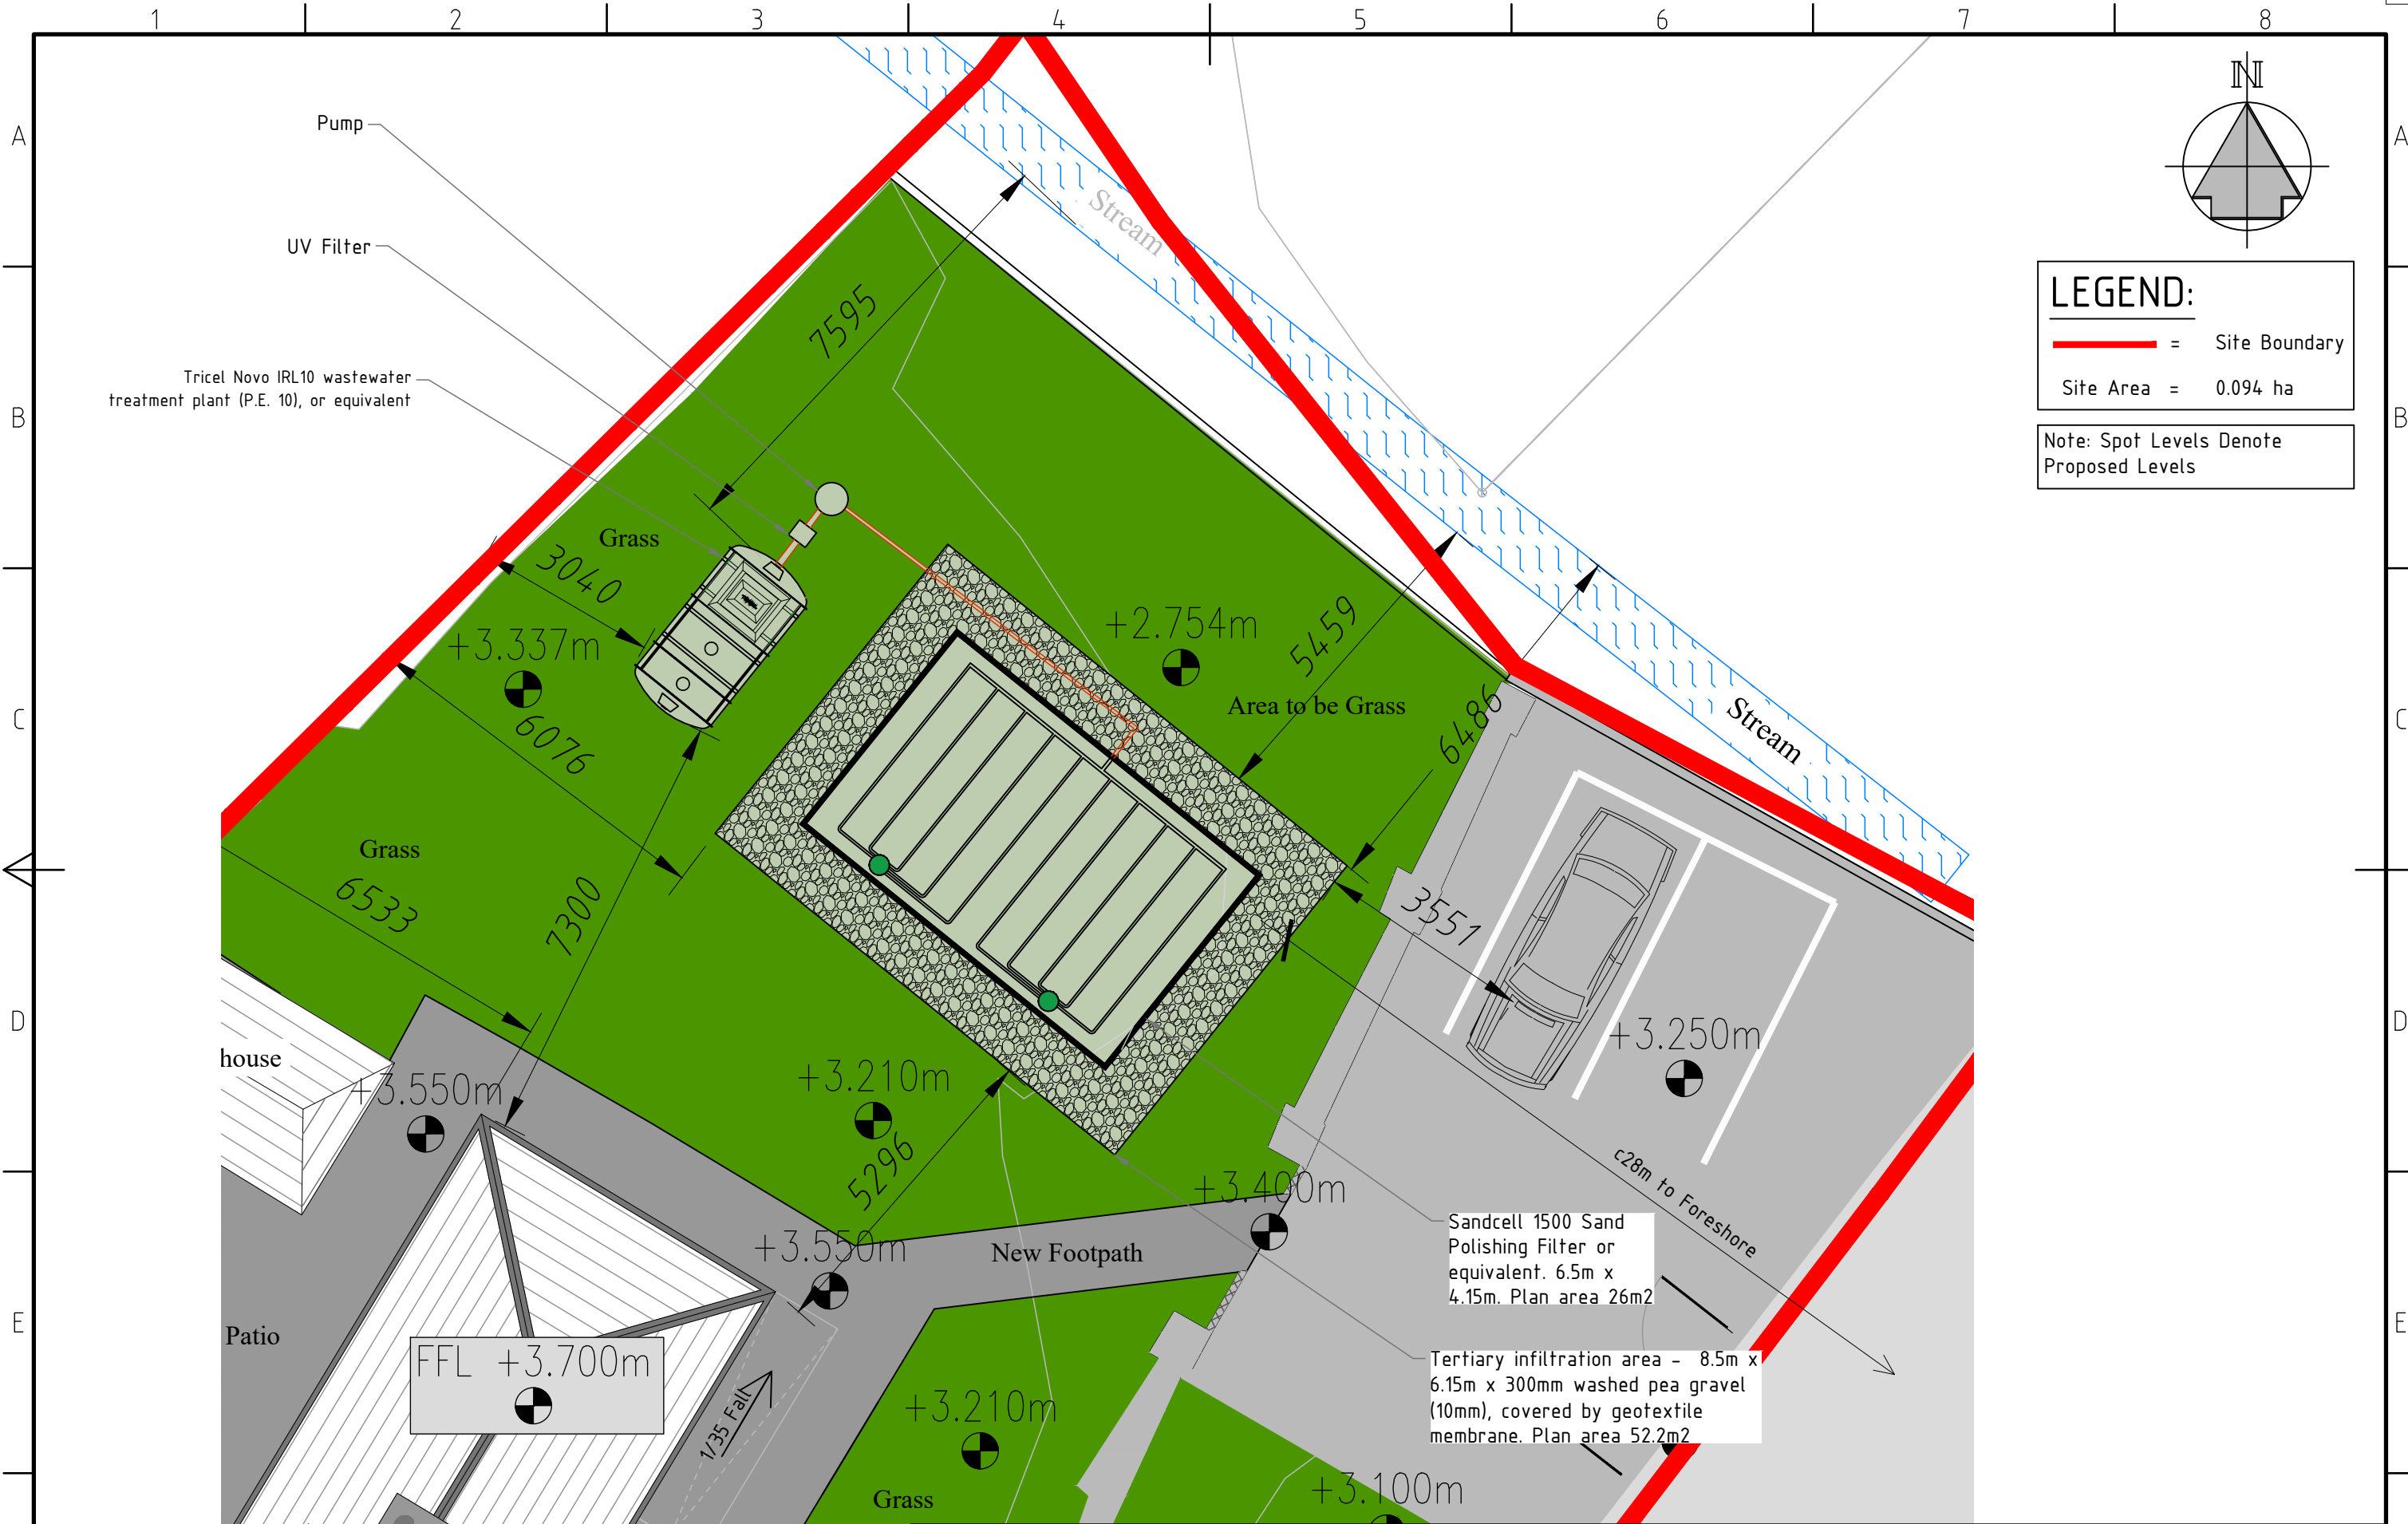 1 2 3 4 5 6 7 8
N
A A
Pump
Stream
UV Filter
LEGEND:
= Site Boundary
Site Area = 0.094 ha
7595
Tricel Novo IRL10 wastewater
treatment plant (P.E. 10), or equivalent
B B
Note: Spot Levels Denote
Proposed Levels
Grass
3040
+3.337m
+2.754m
5459
Area to be Grass
6486
C C
Stream
6076
Grass
6533
7300
3551
D D
house
+3.550m
+3.210m
+3.250m
5296
c28m to Foreshore
+3.400m
+3.550m
New Footpath
Sandcell 1500 Sand
Polishing Filter or
equivalent. 6.5m x
4.15m. Plan area 26m2
E E
Patio
FFL +3.700m
1/35 Fall
Tertiary infiltration area - 8.5m x
6.15m x 300mm washed pea gravel
(10mm), covered by geotextile
membrane. Plan area 52.2m2
+3.210m
Grass
+3.100m